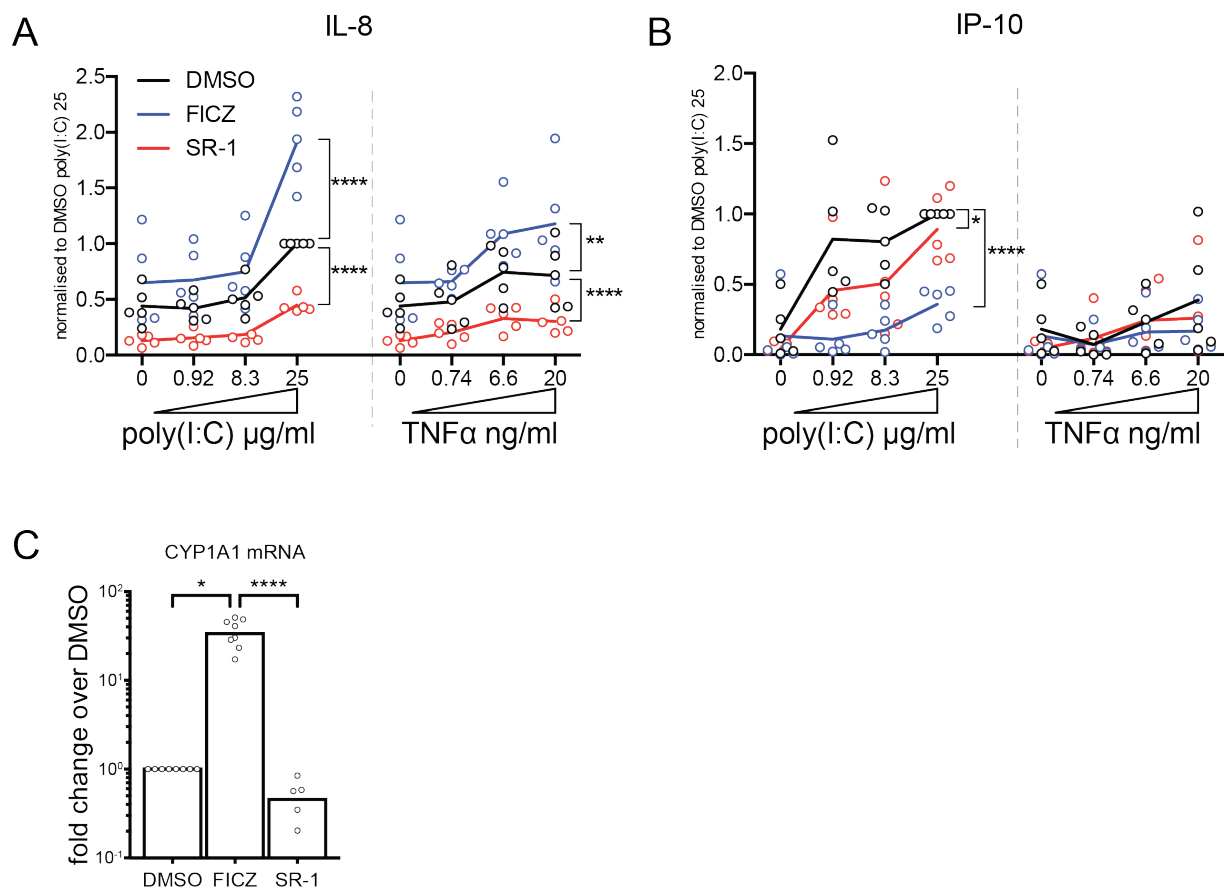 A
IL-8
normalised to DMSO poly(I:C) 25
2.5
2.0
1.5
1.0
0.5
0.0
DMSO
FICZ
SR-1
****
****
**
****
0 0.92 8.3 25
0 0.74 6.6 20
poly(I:C) µg/ml
TNFα ng/ml
B
IP-10
normalised to DMSO poly(I:C) 25
2.0
1.5
1.0
0.5
0.0
*
****
0 0.92 8.3 25
0 0.74 6.6 20
poly(I:C) µg/ml
TNFα ng/ml
C
CYP1A1 mRNA
* ****
fold change over DMSO
10²
10¹
10⁰
10⁻¹
DMSO FICZ SR-1